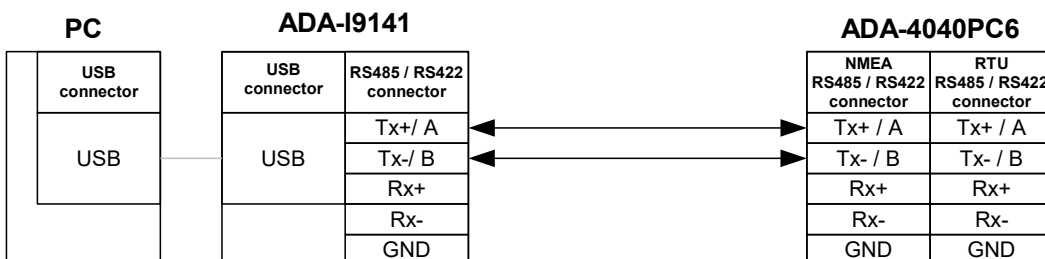 PC
ADA-I9141
ADA-4040PC6
USB
connector
USB
connector
RS485 / RS422
connector
NMEA
RS485 / RS422
connector
RTU
RS485 / RS422
connector
USB
USB
Tx+/ A
Tx+ / A
Tx+ / A
Tx-/ B
Tx- / B
Tx- / B
Rx+
Rx+
Rx+
Rx-
Rx-
Rx-
GND
GND
GND